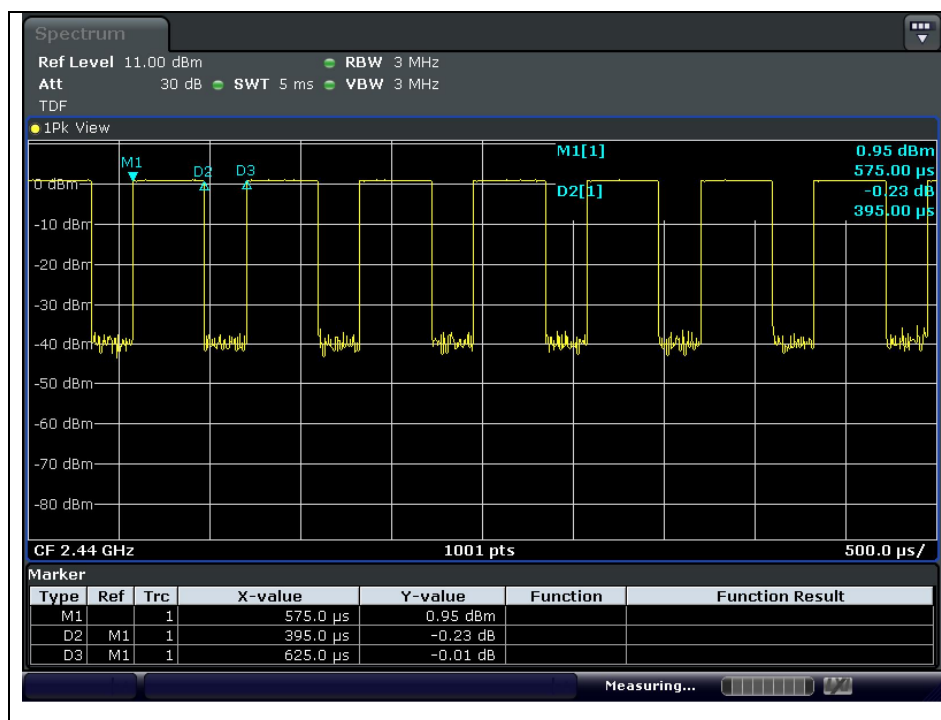 Spectrum
Ref Level 11.00 dBm RBW 3 MHz
Att 30 dB SWT 5 ms VBW 3 MHz
TDF
1Pk View
M1[1] 0.95 dBm
575.00 µs
D2[1] -0.23 dB
395.00 µs
M1
D2 D3
0 dBm
-10 dBm
-20 dBm
-30 dBm
-40 dBm
-50 dBm
-60 dBm
-70 dBm
-80 dBm
CF 2.44 GHz 1001 pts 500.0 µs/
Marker
Type Ref Trc X-value Y-value Function Function Result
M1 1 575.0 µs 0.95 dBm
D2 M1 1 395.0 µs -0.23 dB
D3 M1 1 625.0 µs -0.01 dB
Measuring...